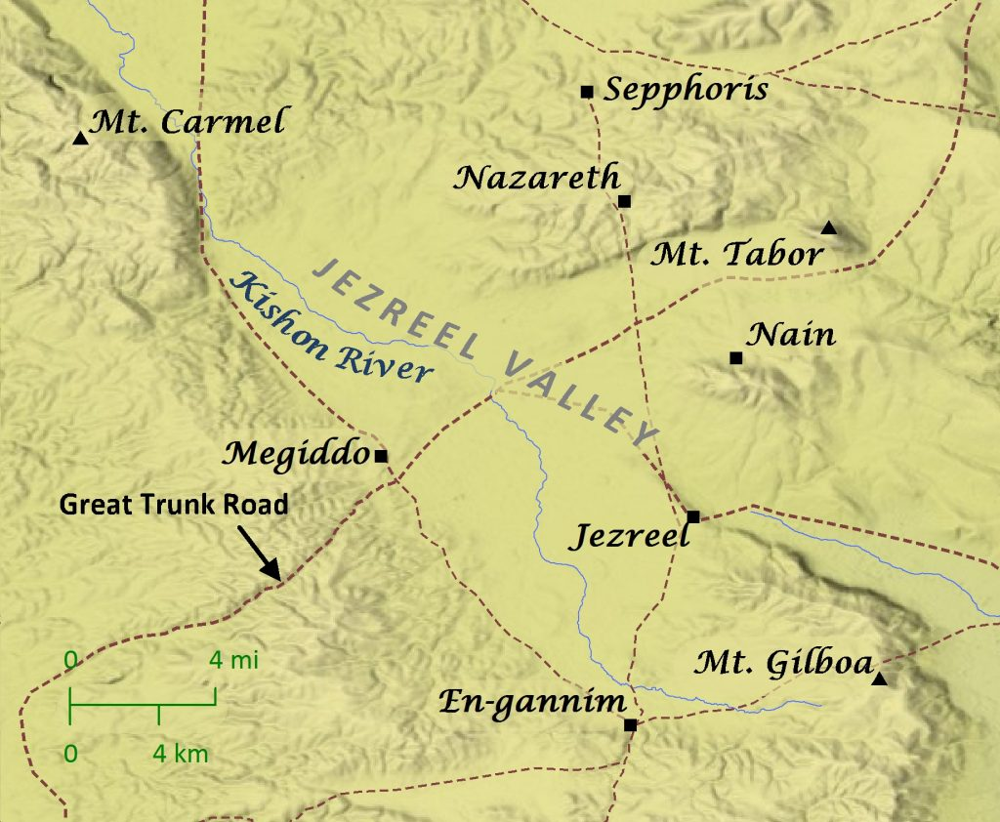 Sepphoris
Mt. Carmel
Nazareth
Mt. Tabor
JEZREEL VALLEY
Kishon River
Nain
Megiddo
Great Trunk Road
Jezreel
0 4 mi
Mt. Gilboa
En-gannim
0 4 km